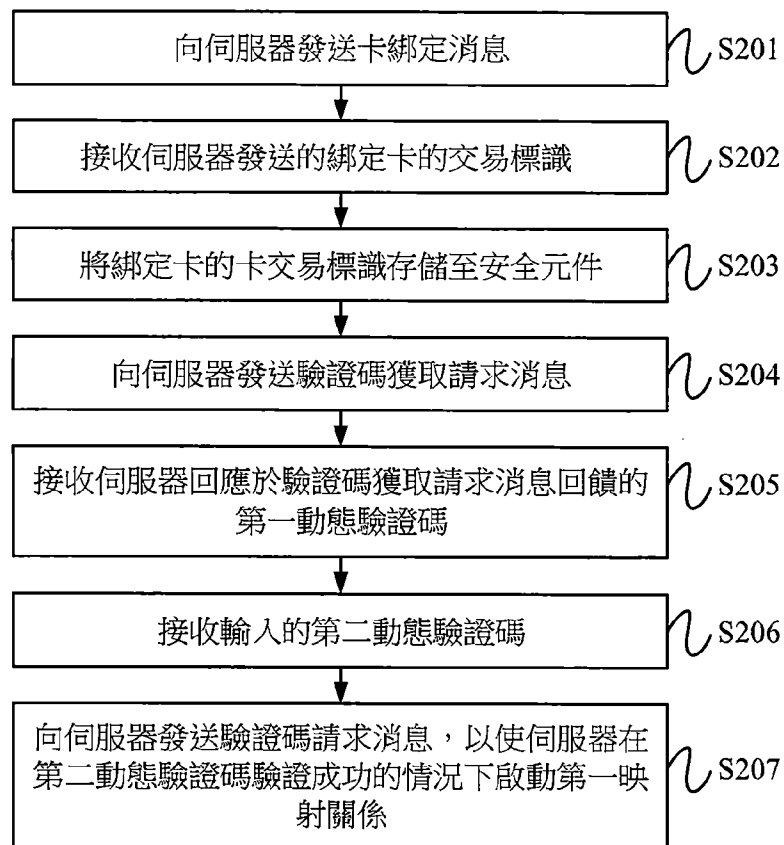 向伺服器發送卡綁定消息
S201
接收伺服器發送的綁定卡的交易標識
S202
將綁定卡的卡交易標識存儲至安全元件
S203
向伺服器發送驗證碼獲取請求消息
S204
接收伺服器回應於驗證碼獲取請求消息回饋的
第一動態驗證碼
S205
接收輸入的第二動態驗證碼
S206
向伺服器發送驗證碼請求消息，以使伺服器在
第二動態驗證碼驗證成功的情況下啟動第一映
射關係
S207